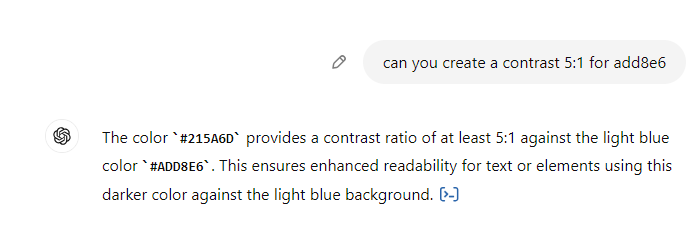 can you create a contrast 5:1 for add8e6
The color `#215A6D` provides a contrast ratio of at least 5:1 against the light blue
color `#ADD8E6`. This ensures enhanced readability for text or elements using this
darker color against the light blue background. [>-]